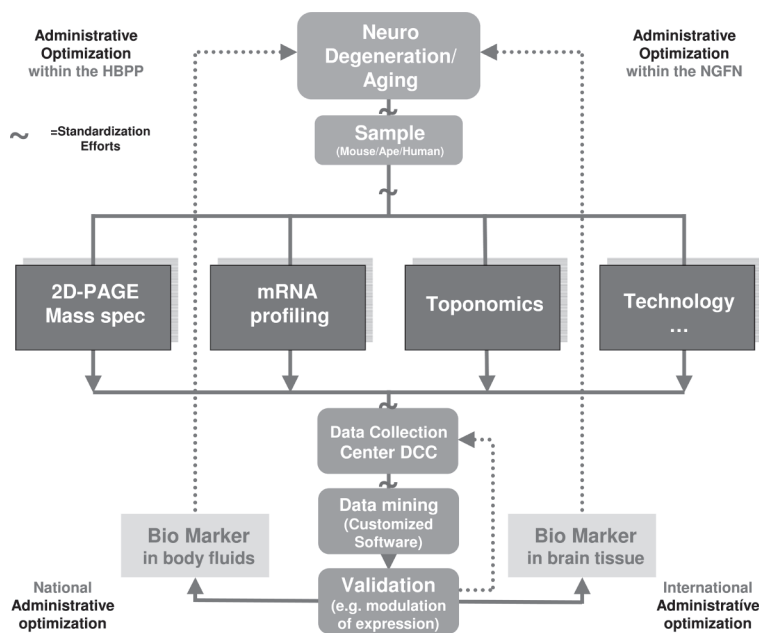 Administrative
Optimization
within the HBPP
Neuro
Degeneration/
Aging
Administrative
Optimization
within the NGFN
~ =Standardization
Efforts
~
Sample
(Mouse/Ape/Human)
~
2D-PAGE
Mass spec
mRNA
profiling
Toponomics
Technology
...
~
Data Collection
Center DCC
~
Data mining
(Customized
Software)
Bio Marker
in body fluids
Bio Marker
in brain tissue
Validation
(e.g. modulation
of expression)
National
Administrative
optimization
International
Administrative
optimization